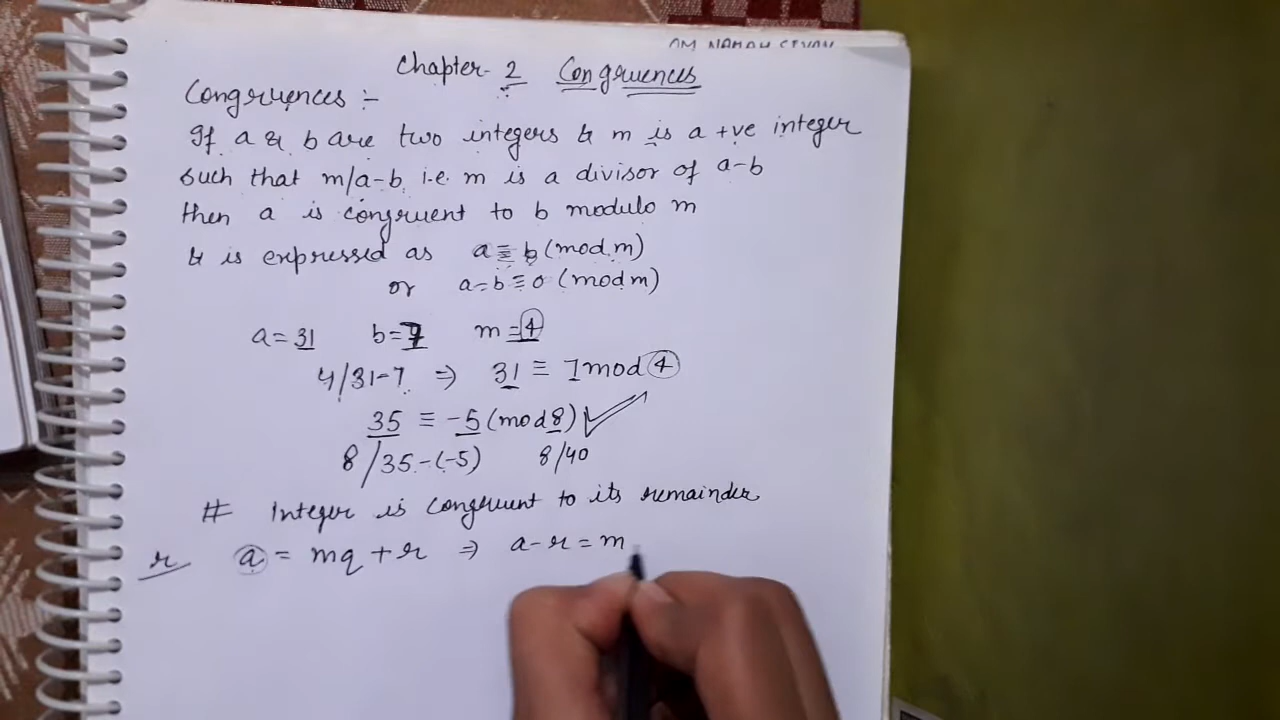 Chapter-2 Congruences
Congruences :-
If a & b are two integers & m is a +ve integer
such that m/a-b i.e. m is a divisor of a-b
then a is congruent to b modulo m
& is expressed as a ≡ b (mod m)
or a-b ≡ 0 (mod m)
a = 31 b = 7 m = 4
4/31-7 ⇒ 31 ≡ 7 mod 4
35 ≡ -5 (mod 8) ✓
8/35-(-5) 8/40
# Integer is congruent to its remainder
r a = mq + r ⇒ a-r = m